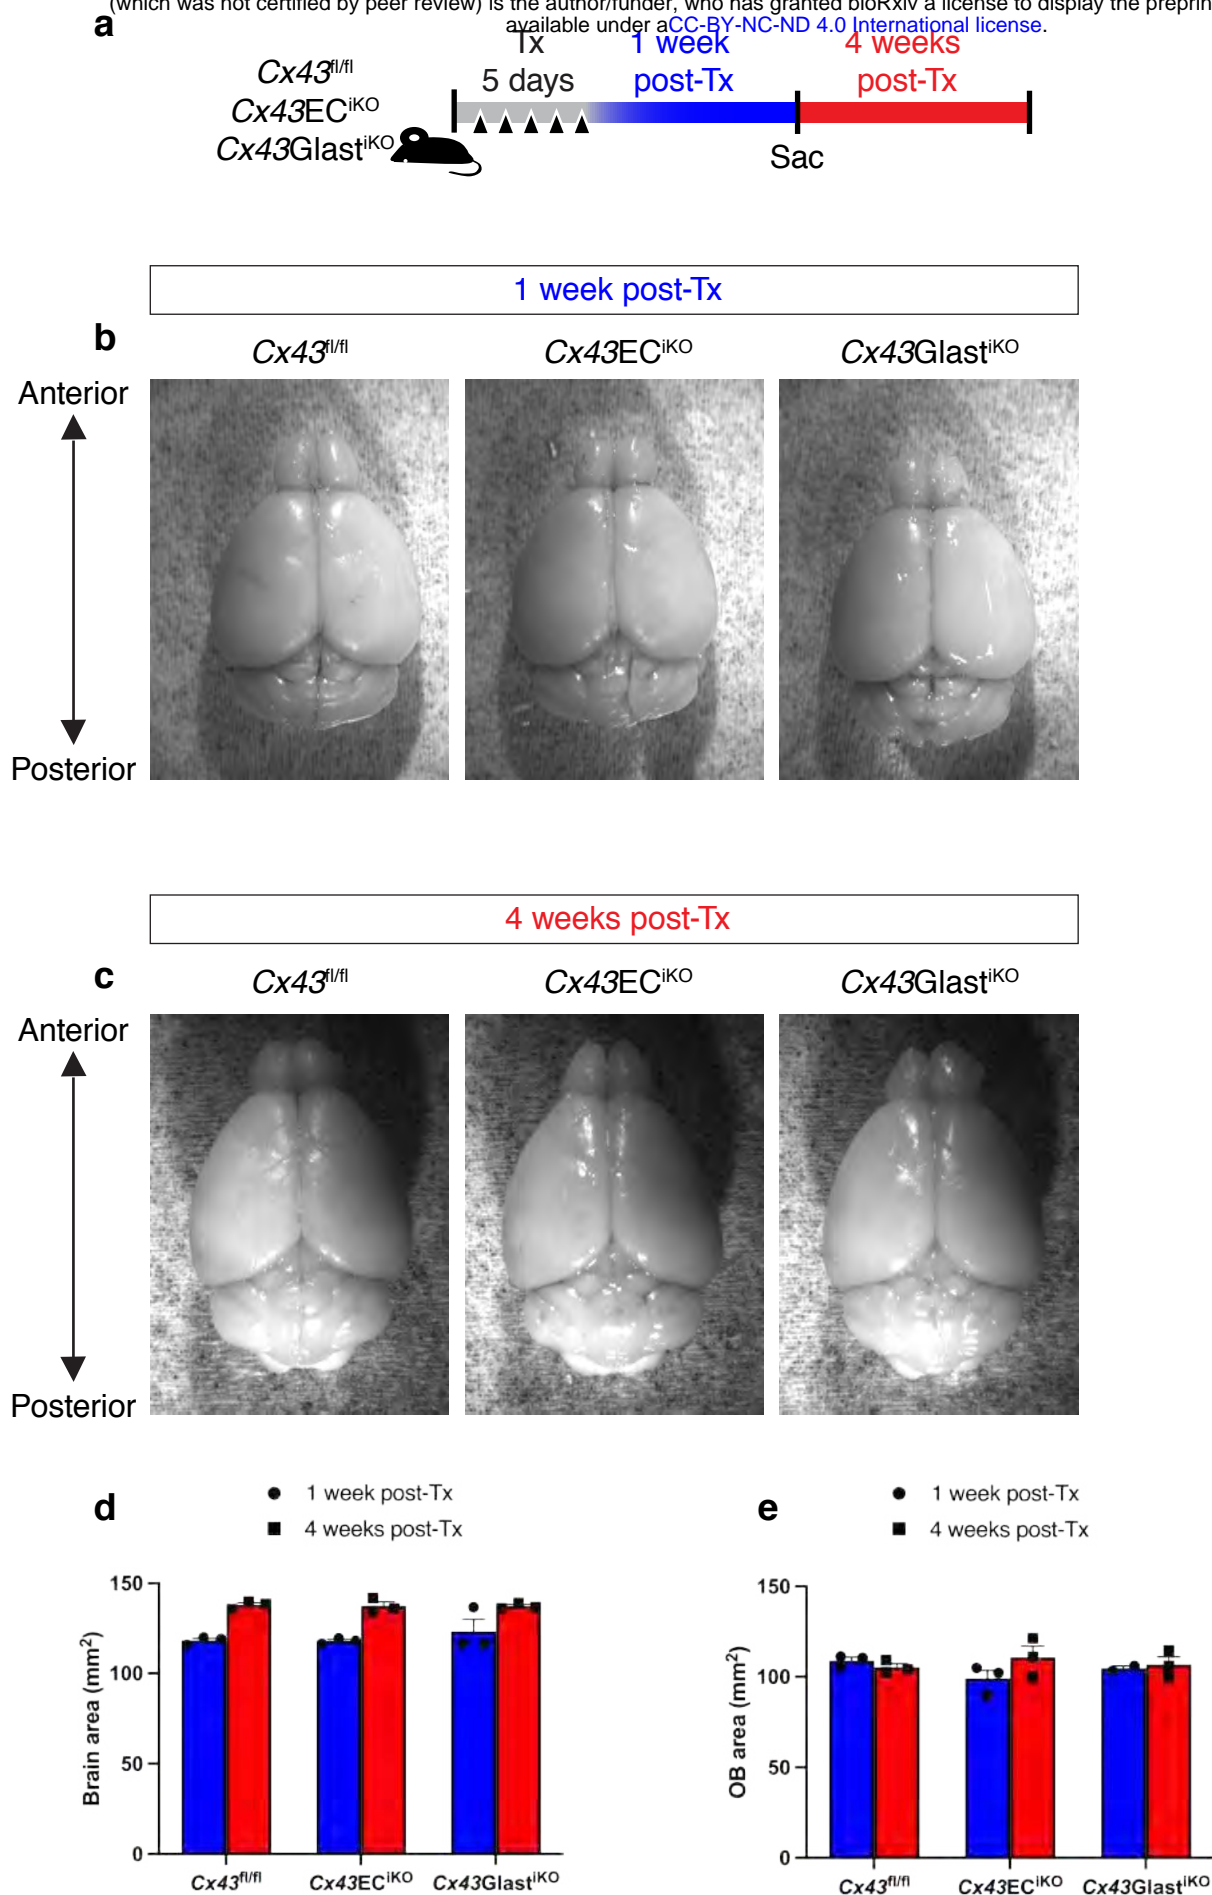 (which was not certified by peer review) is the author/funder, who has granted bioRxiv a license to display the preprin
available under aCC-BY-NC-ND 4.0 International license.
a
Tx
5 days
1 week
post-Tx
4 weeks
post-Tx
Cx43fl/fl
Cx43ECiKO
Cx43GlastiKO
Sac
1 week post-Tx
b
Cx43fl/fl
Cx43ECiKO
Cx43GlastiKO
Anterior
Posterior
4 weeks post-Tx
c
Cx43fl/fl
Cx43ECiKO
Cx43GlastiKO
Anterior
Posterior
d
1 week post-Tx
4 weeks post-Tx
Brain area (mm2)
150
100
50
0
Cx43fl/fl
Cx43ECiKO
Cx43GlastiKO
e
1 week post-Tx
4 weeks post-Tx
OB area (mm2)
150
100
50
0
Cx43fl/fl
Cx43ECiKO
Cx43GlastiKO